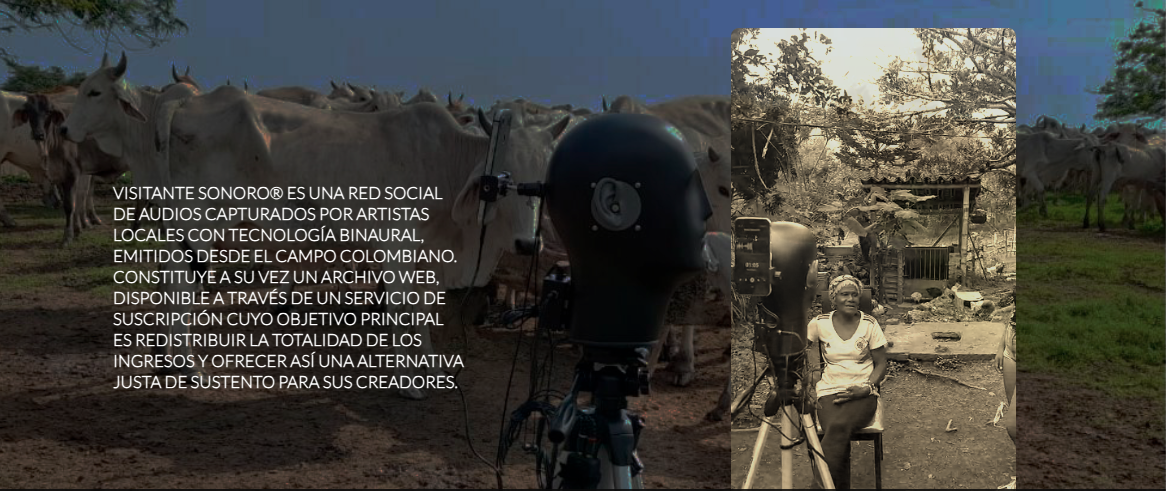 VISITANTE SONORO® ES UNA RED SOCIAL
DE AUDIOS CAPTURADOS POR ARTISTAS
LOCALES CON TECNOLOGÍA BINAURAL,
EMITIDOS DESDE EL CAMPO COLOMBIANO.
CONSTITUYE A SU VEZ UN ARCHIVO WEB,
DISPONIBLE A TRAVÉS DE UN SERVICIO DE
SUSCRIPCIÓN CUYO OBJETIVO PRINCIPAL
ES REDISTRIBUIR LA TOTALIDAD DE LOS
INGRESOS Y OFRECER ASÍ UNA ALTERNATIVA
JUSTA DE SUSTENTO PARA SUS CREADORES.